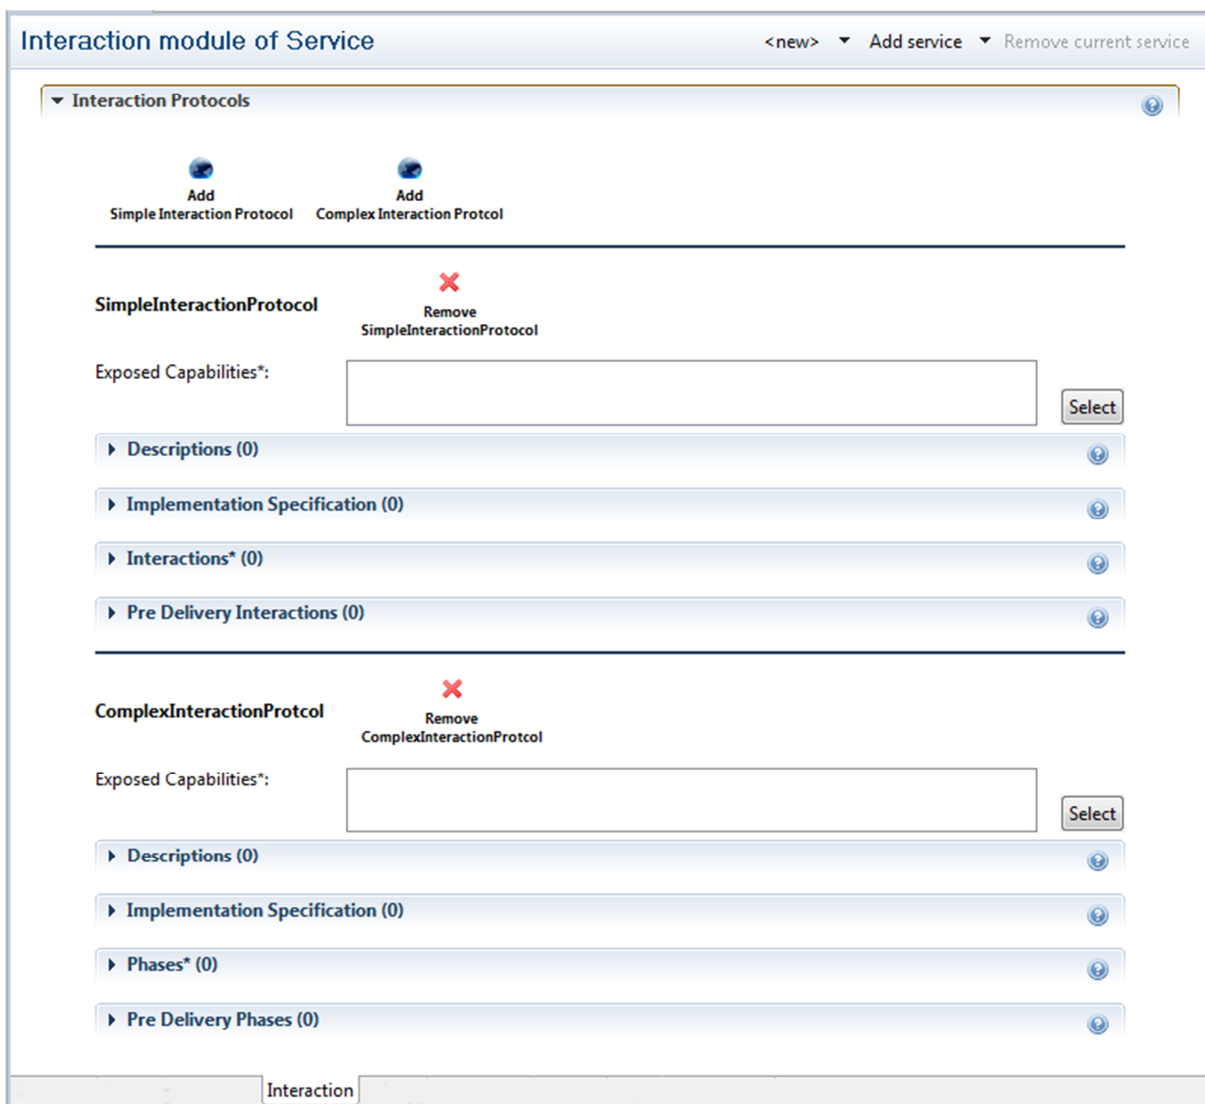 Interaction module of Service
<new> Add service Remove current service
Interaction Protocols
Add
Simple Interaction Protocol
Add
Complex Interaction Protcol
SimpleInteractionProtocol
Remove
SimpleInteractionProtocol
Exposed Capabilities*:
Select
Descriptions (0)
Implementation Specification (0)
Interactions* (0)
Pre Delivery Interactions (0)
ComplexInteractionProtcol
Remove
ComplexInteractionProtcol
Exposed Capabilities*:
Select
Descriptions (0)
Implementation Specification (0)
Phases* (0)
Pre Delivery Phases (0)
Interaction